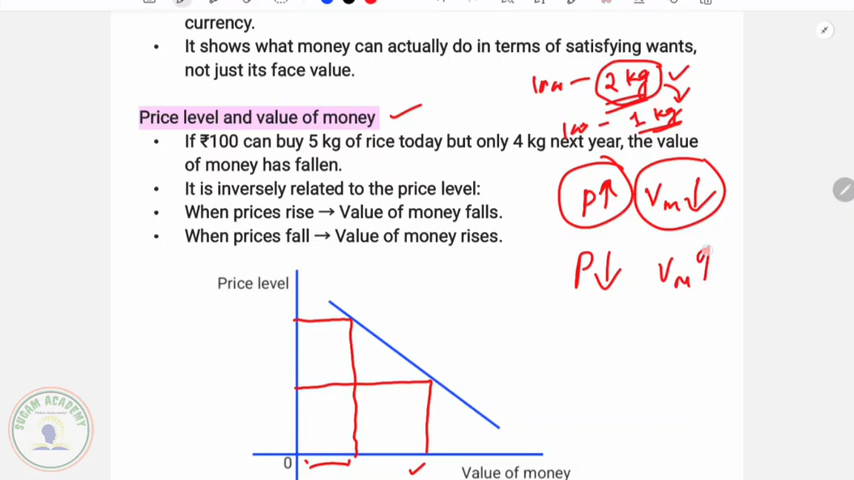 currency.
• It shows what money can actually do in terms of satisfying wants,
not just its face value.
2 kg
1 kg
100 –
Price level and value of money
• If ₹100 can buy 5 kg of rice today but only 4 kg next year, the value
of money has fallen.
• It is inversely related to the price level:
• When prices rise → Value of money falls.
• When prices fall → Value of money rises.
P↑ VM↓
P↓ VM
Price level
0
Value of money
SUGAM ACADEMY